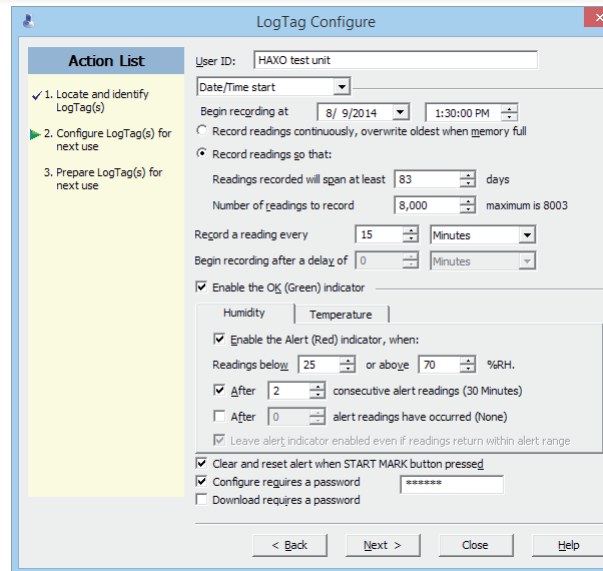 LogTag Configure
Action List
1. Locate and identify
LogTag(s)
2. Configure LogTag(s) for
next use
3. Prepare LogTag(s) for
next use
User ID: HAXO test unit
Date/Time start
Begin recording at 8/ 9/2014 1:30:00 PM
Record readings continuously, overwrite oldest when memory full
Record readings so that:
Readings recorded will span at least 83 days
Number of readings to record 8,000 maximum is 8003
Record a reading every 15 Minutes
Begin recording after a delay of 0 Minutes
Enable the OK (Green) indicator
Humidity Temperature
Enable the Alert (Red) indicator, when:
Readings below 25 or above 70 %RH.
After 2 consecutive alert readings (30 Minutes)
After 0 alert readings have occurred (None)
Leave alert indicator enabled even if readings return within alert range
Clear and reset alert when START MARK button pressed
Configure requires a password ******
Download requires a password
< Back Next > Close Help